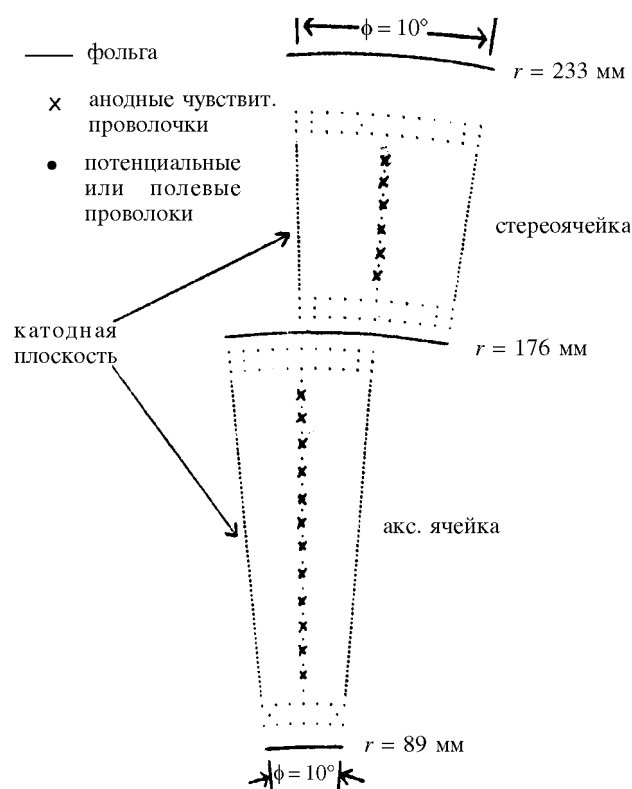 ϕ = 10°
фольга
r = 233 мм
анодные чувствит.
проволочки
потенциальные
или полевые
проволоки
стереоячейка
катодная
плоскость
r = 176 мм
акс. ячейка
r = 89 мм
ϕ = 10°